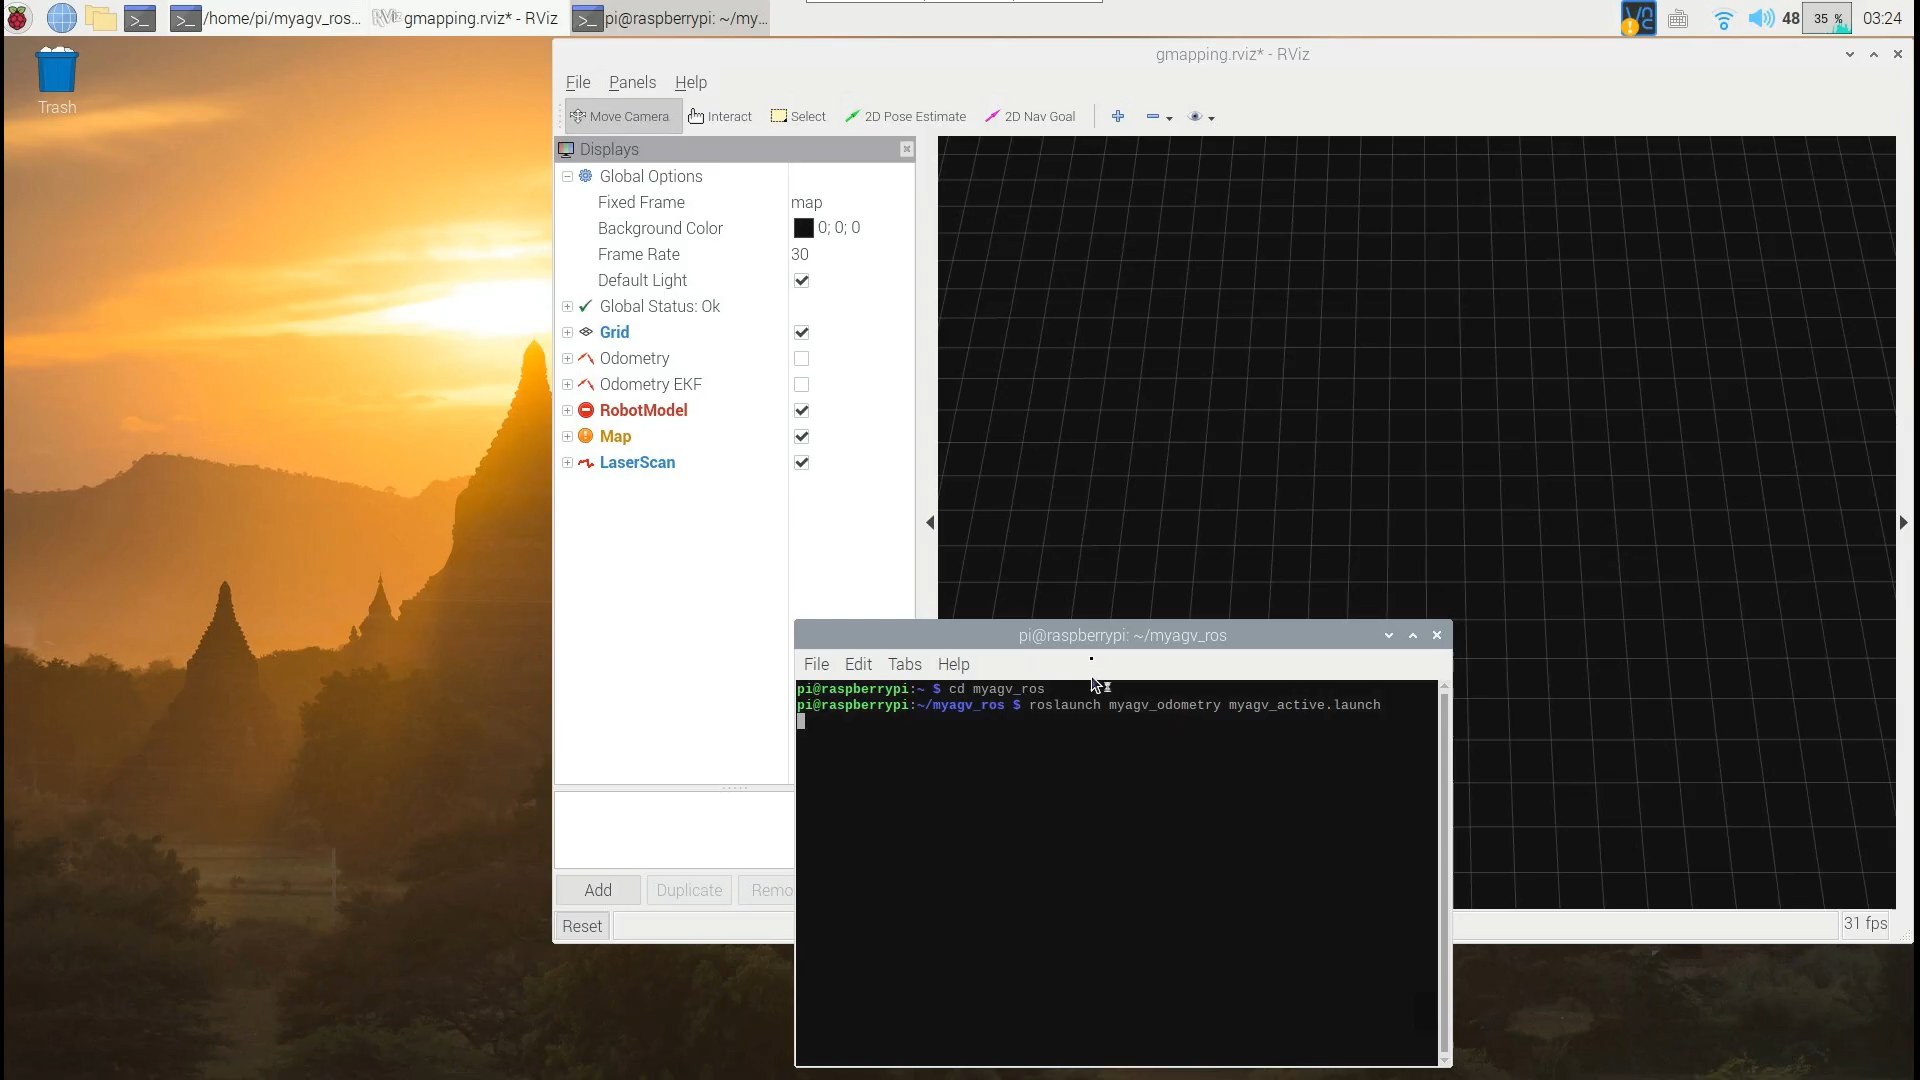 /home/pi/myagv_ros...
RViz
gmapping.rviz* - RViz
pi@raspberrypi: ~/my...
48
35 %
03:24
Trash
gmapping.rviz* - RViz
File Panels Help
Move Camera Interact Select 2D Pose Estimate 2D Nav Goal
Displays
Global Options
Fixed Frame map
Background Color 0; 0; 0
Frame Rate 30
Default Light
Global Status: Ok
Grid
Odometry
Odometry EKF
RobotModel
Map
LaserScan
pi@raspberrypi: ~/myagv_ros
File Edit Tabs Help
pi@raspberrypi:~ $ cd myagv_ros
pi@raspberrypi:~/myagv_ros $ roslaunch myagv_odometry myagv_active.launch
Add Duplicate Remo
Reset
31 fps